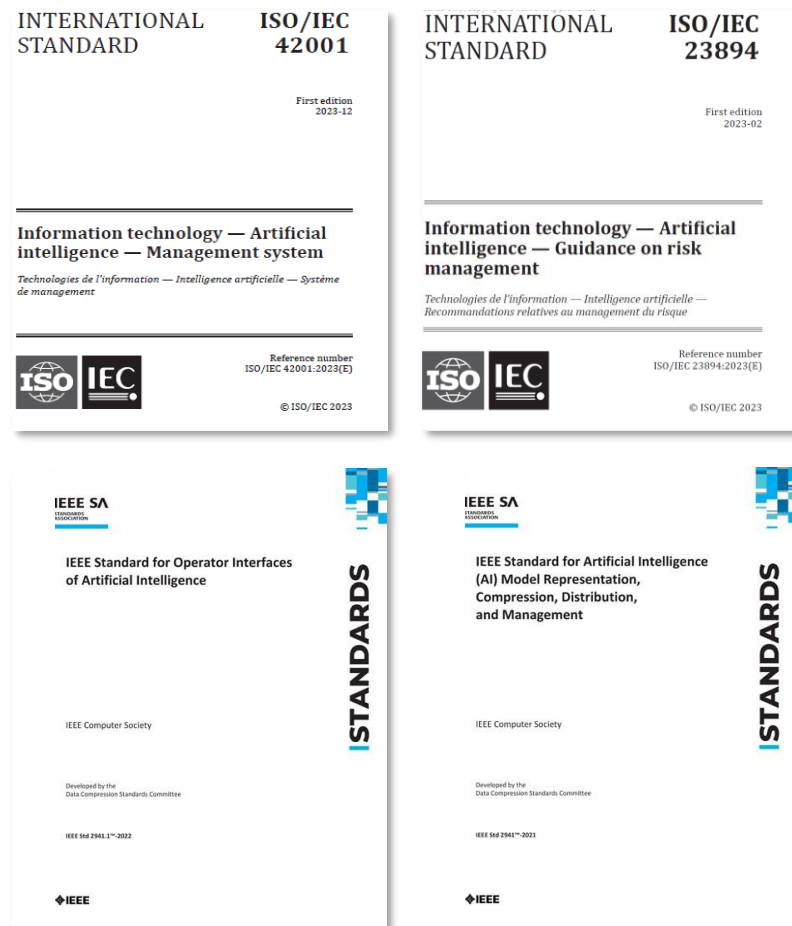 INTERNATIONAL
STANDARD
ISO/IEC
42001
First edition
2023-12
Information technology — Artificial
intelligence — Management system
Technologies de l'information — Intelligence artificielle — Système
de management
ISO
IEC
Reference number
ISO/IEC 42001:2023(E)
© ISO/IEC 2023
INTERNATIONAL
STANDARD
ISO/IEC
23894
First edition
2023-02
Information technology — Artificial
intelligence — Guidance on risk
management
Technologies de l'information — Intelligence artificielle —
Recommandations relatives au management du risque
ISO
IEC
Reference number
ISO/IEC 23894:2023(E)
© ISO/IEC 2023
IEEE SA
STANDARDS
ASSOCIATION
IEEE Standard for Operator Interfaces
of Artificial Intelligence
STANDARDS
IEEE Computer Society
Developed by the
Data Compression Standards Committee
IEEE Std 2941.1™-2022
IEEE
IEEE SA
STANDARDS
ASSOCIATION
IEEE Standard for Artificial Intelligence
(AI) Model Representation,
Compression, Distribution,
and Management
STANDARDS
IEEE Computer Society
Developed by the
Data Compression Standards Committee
IEEE Std 2941™-2021
IEEE